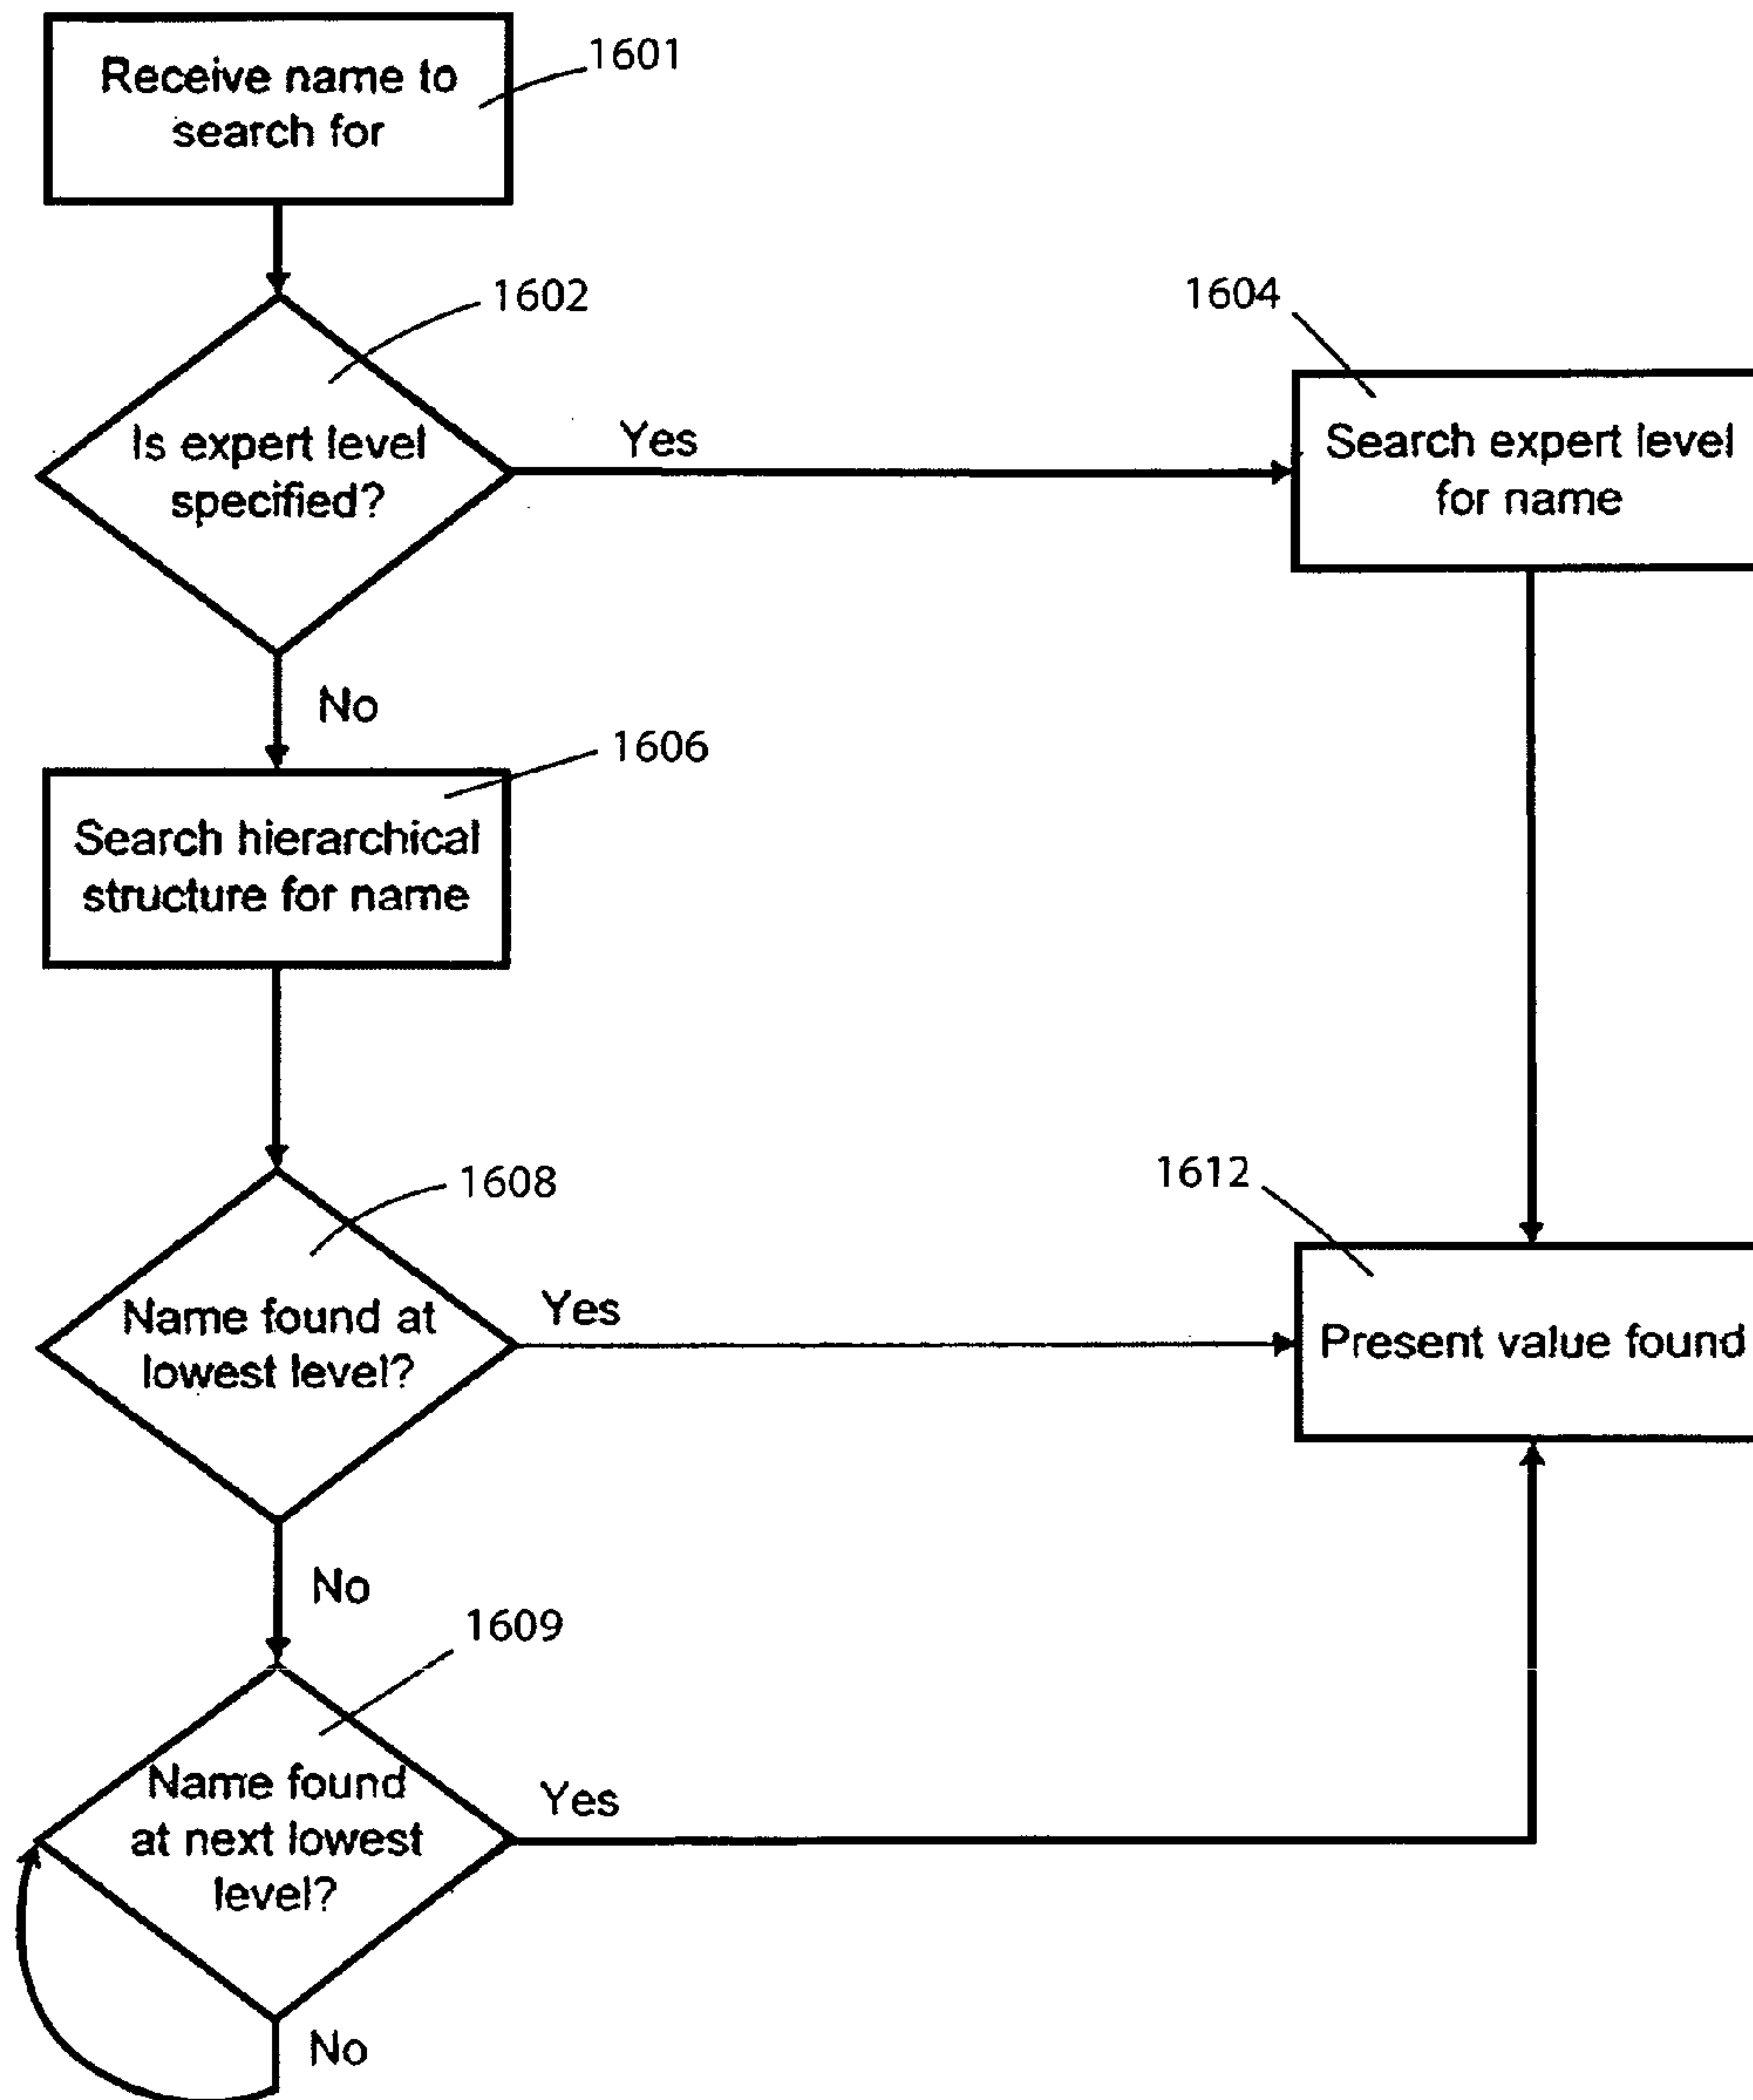 Receive name to
search for
1601
1602
Is expert level
specified?
Yes
1604
Search expert level
for name
No
1606
Search hierarchical
structure for name
1608
Name found at
lowest level?
Yes
1612
Present value found
No
1609
Name found
at next lowest
level?
Yes
No